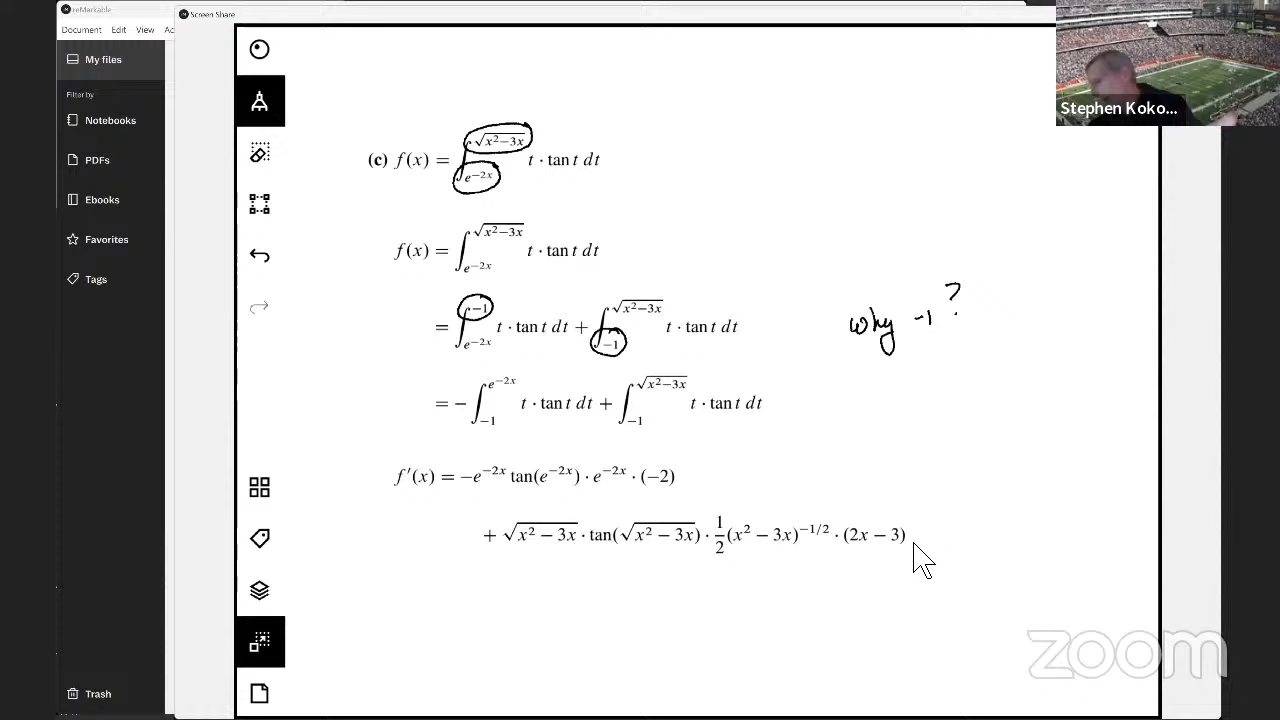 reMarkable
Screen Share
Document Edit View Ac
My files
Filter by
Notebooks
PDFs
Ebooks
Favorites
Tags
Trash
Stephen Koko...
(c) f(x) = ∫_{e^{−2x}}^{√(x²−3x)} t · tan t dt
f(x) = ∫_{e^{−2x}}^{√(x²−3x)} t · tan t dt
= ∫_{e^{−2x}}^{−1} t · tan t dt + ∫_{−1}^{√(x²−3x)} t · tan t dt
why -1 ?
= − ∫_{−1}^{e^{−2x}} t · tan t dt + ∫_{−1}^{√(x²−3x)} t · tan t dt
f′(x) = −e^{−2x} tan(e^{−2x}) · e^{−2x} · (−2)
+ √(x² − 3x) · tan(√(x² − 3x)) · 1/2 (x² − 3x)^{−1/2} · (2x − 3)
zoom